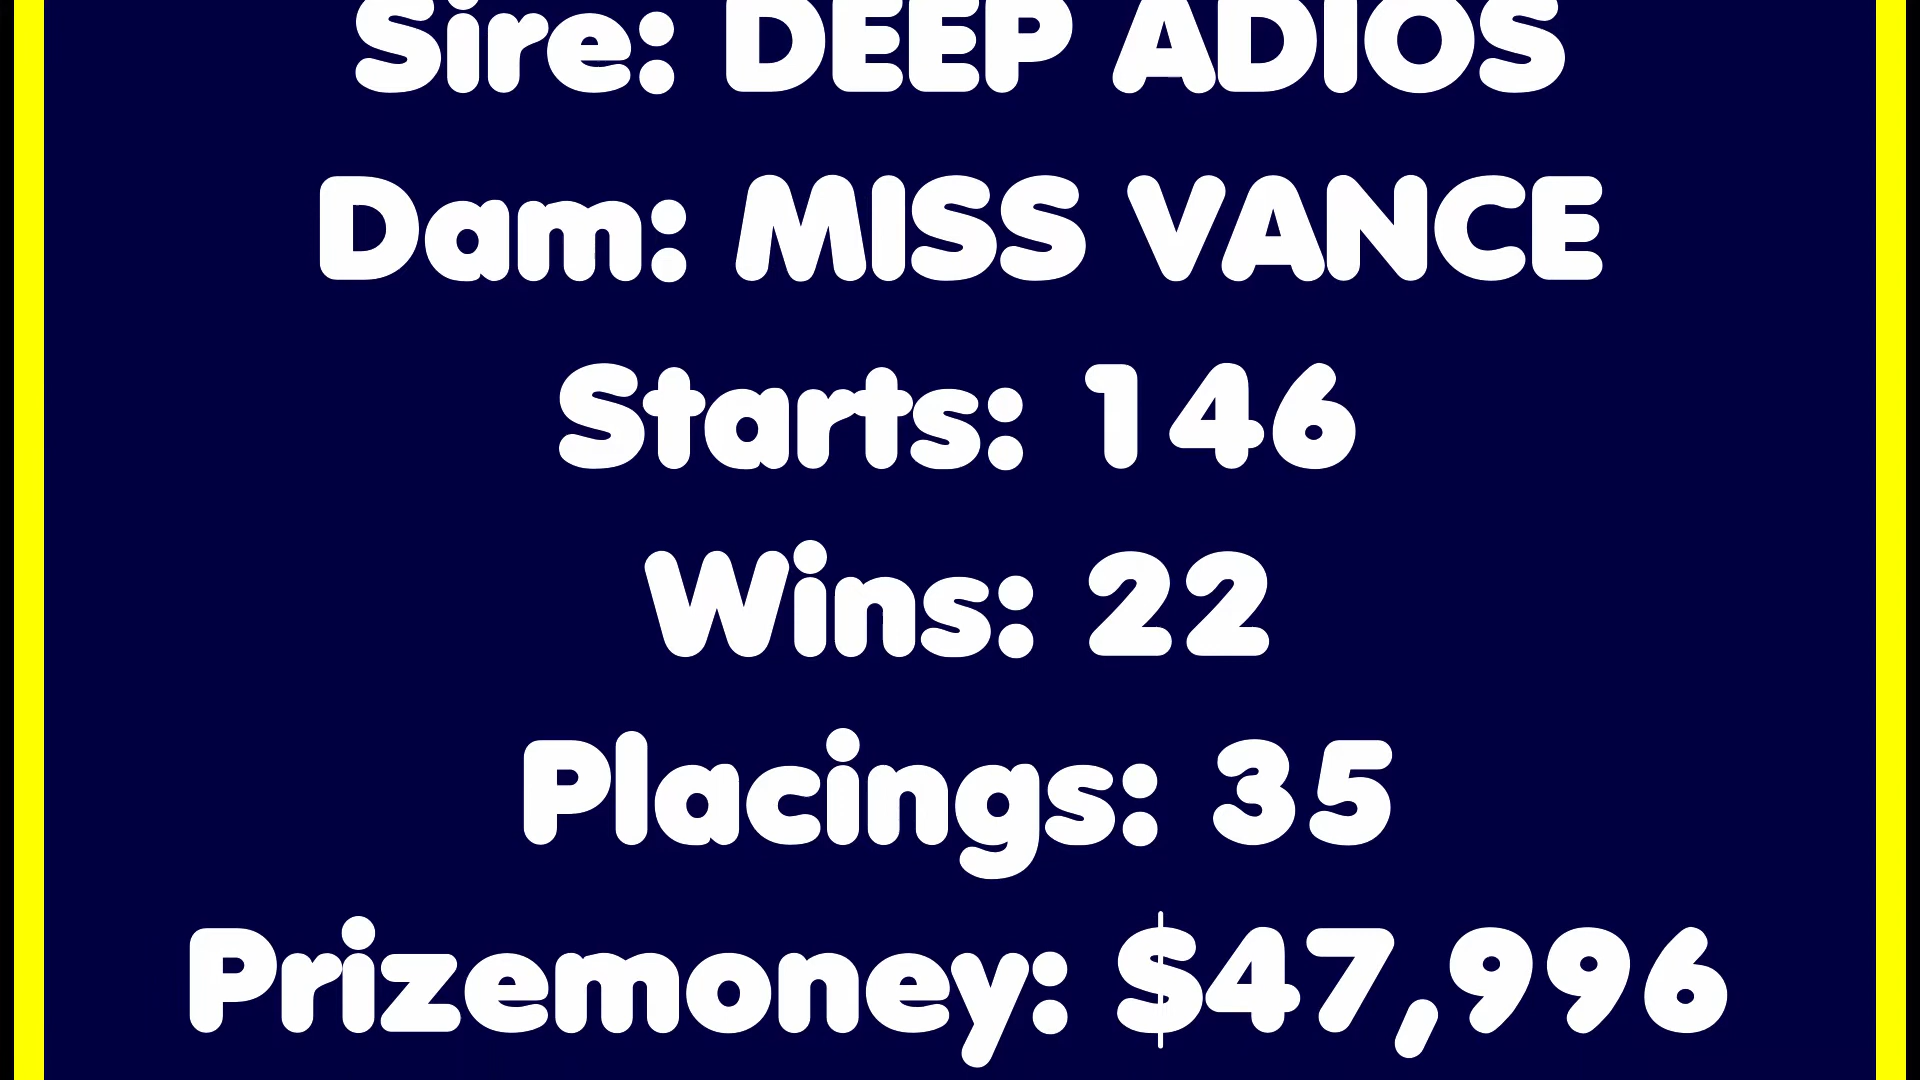 Sire: DEEP ADIOS
Dam: MISS VANCE
Starts: 146
Wins: 22
Placings: 35
Prizemoney: $47,996